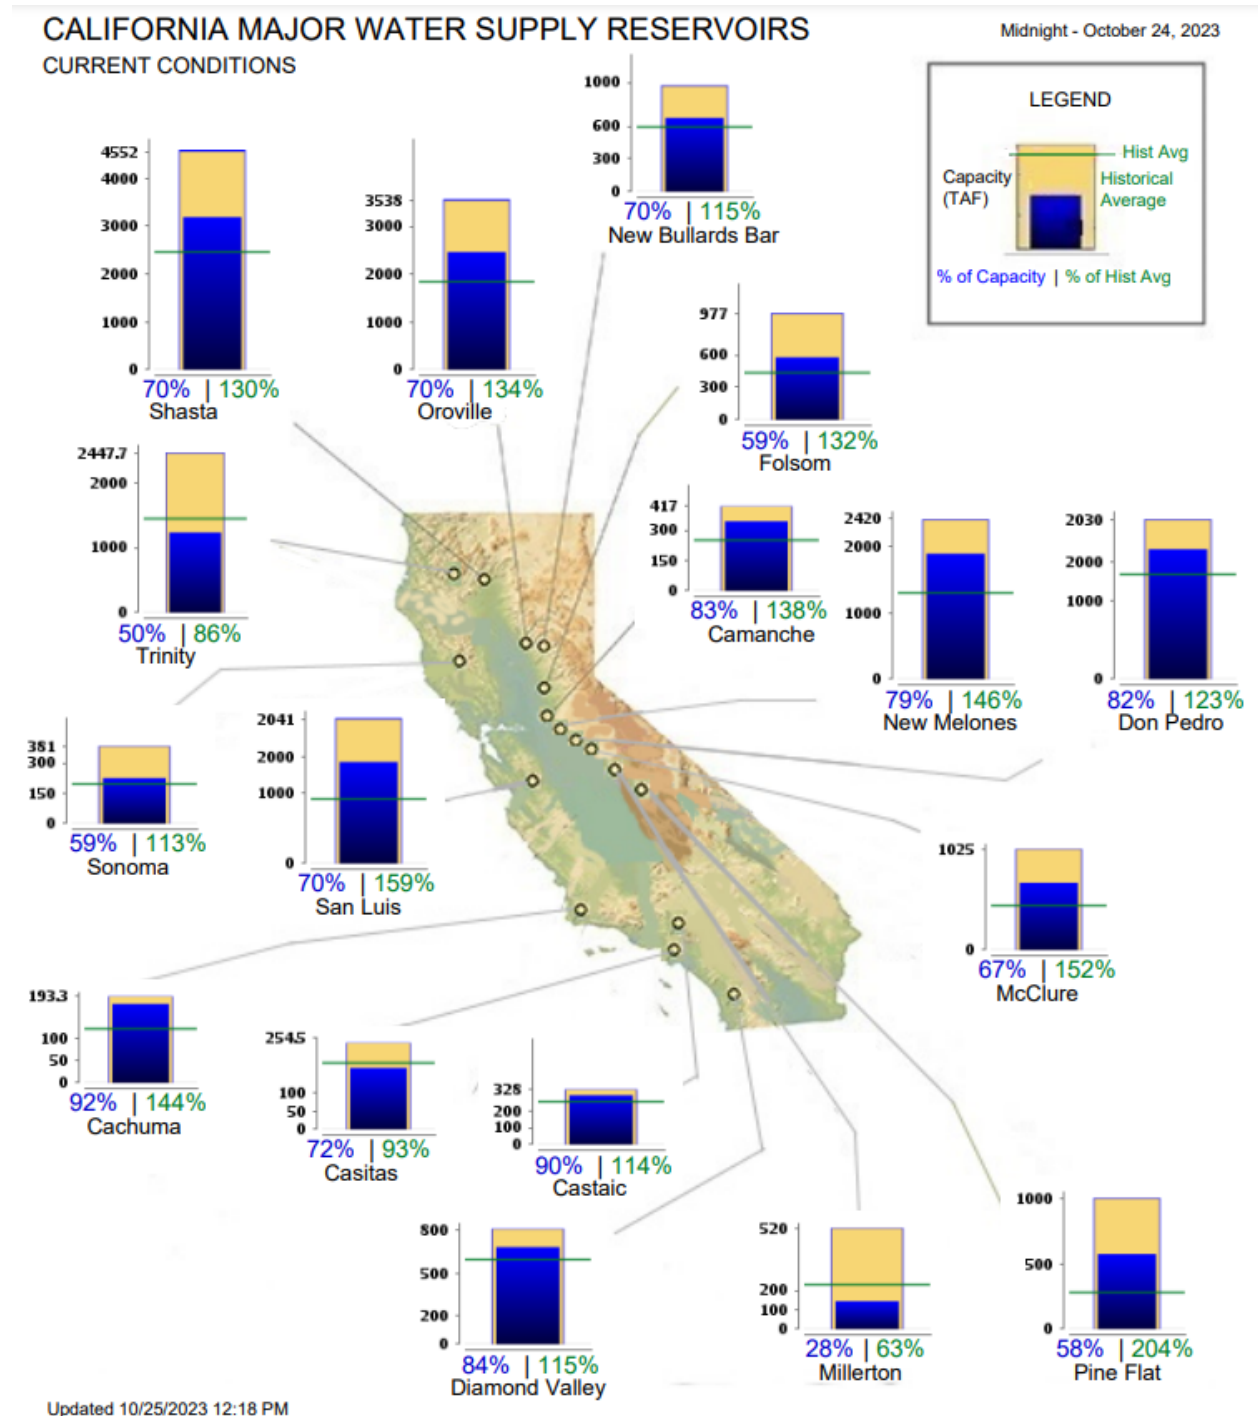 CALIFORNIA MAJOR WATER SUPPLY RESERVOIRS
Midnight - October 24, 2023
CURRENT CONDITIONS
LEGEND
Hist Avg
Capacity
(TAF)
Historical
Average
% of Capacity | % of Hist Avg
1000
600
300
0
70% | 115%
New Bullards Bar
4552
4000
3000
2000
1000
0
70% | 130%
Shasta
3538
3000
2000
1000
0
70% | 134%
Oroville
977
600
300
0
59% | 132%
Folsom
2447.7
2000
1000
0
50% | 86%
Trinity
417
300
150
0
83% | 138%
Camanche
2420
2000
1000
0
79% | 146%
New Melones
2030
2000
1000
0
82% | 123%
Don Pedro
381
300
150
0
59% | 113%
Sonoma
2041
2000
1000
0
70% | 159%
San Luis
1025
0
67% | 152%
McClure
193.3
100
50
0
92% | 144%
Cachuma
254.5
100
50
0
72% | 93%
Casitas
328
200
100
0
90% | 114%
Castaic
800
500
200
0
84% | 115%
Diamond Valley
520
200
100
0
28% | 63%
Millerton
1000
500
0
58% | 204%
Pine Flat
Updated 10/25/2023 12:18 PM